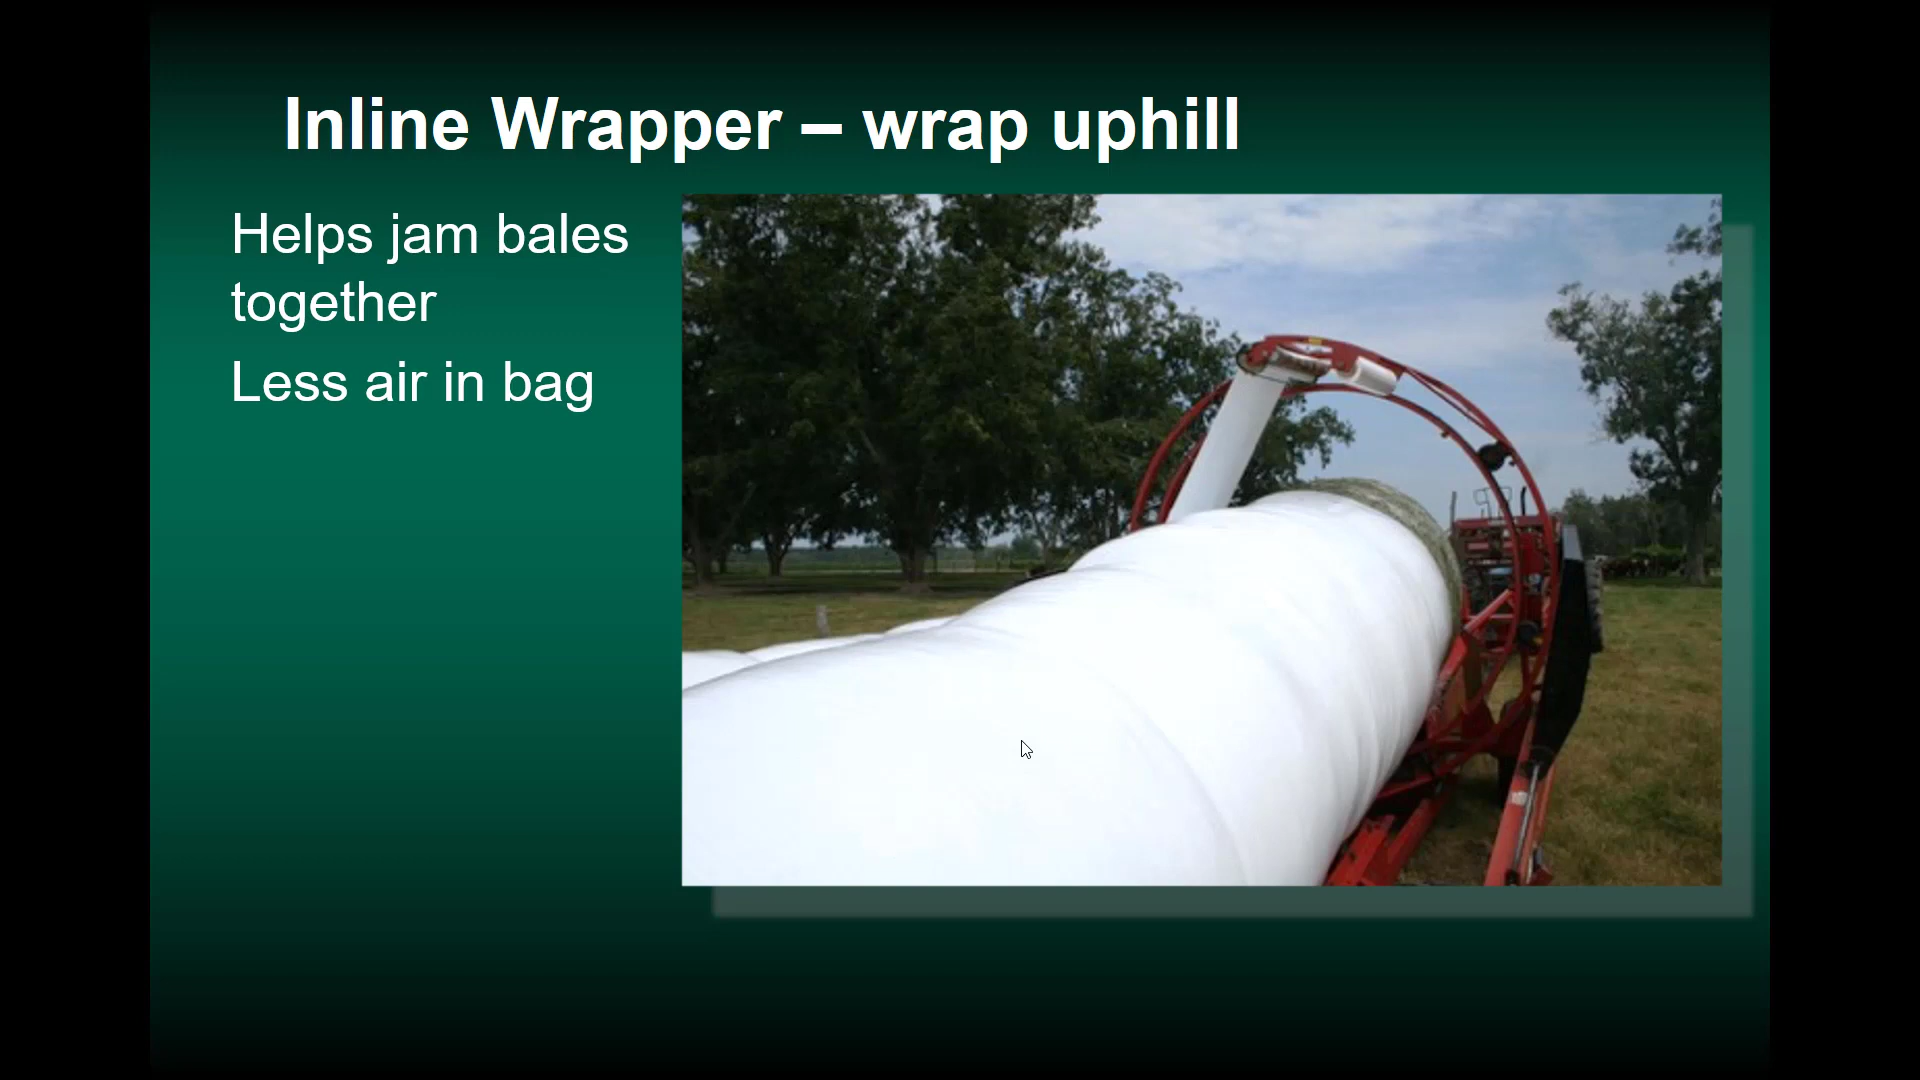 Inline Wrapper – wrap uphill
Helps jam bales
together
Less air in bag